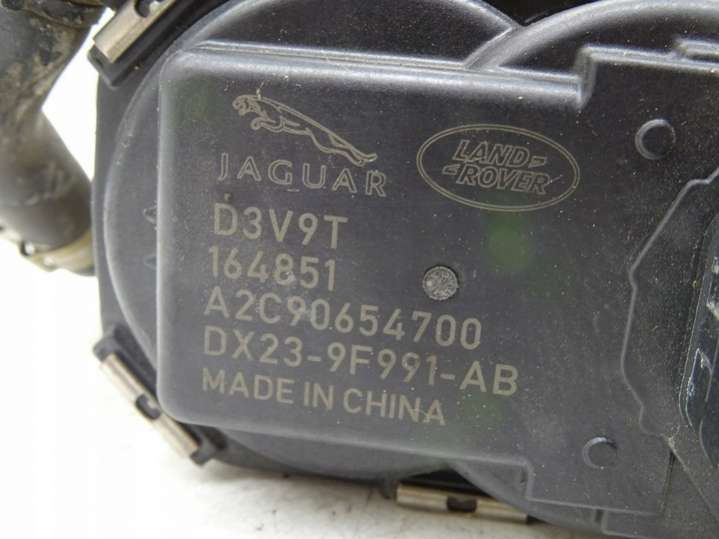 JAGUAR
LAND-
-ROVER
D3V9T
164851
A2C90654700
DX23-9F991-AB
MADE IN CHINA